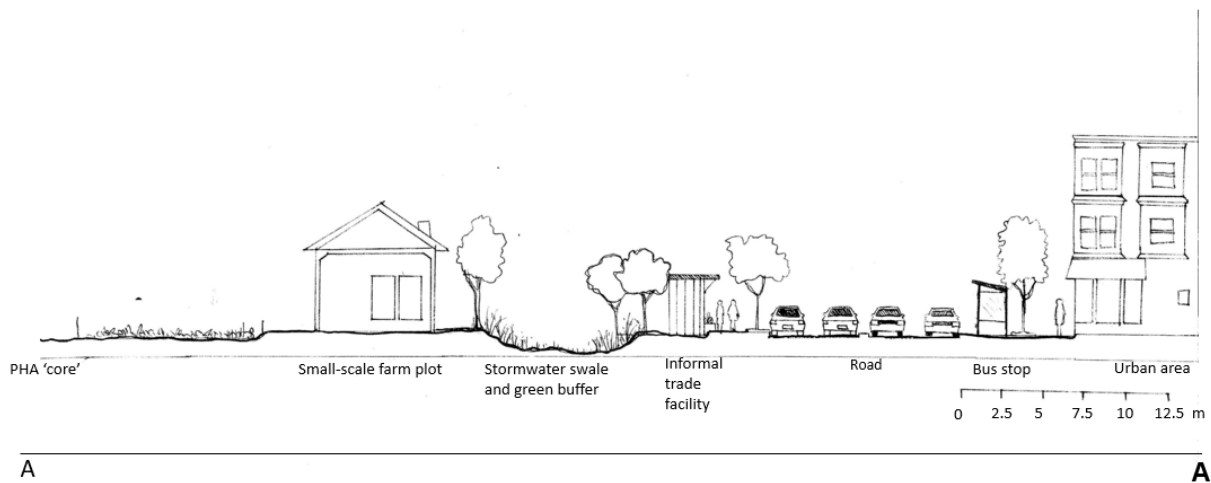 PHA ‘core’
Small-scale farm plot
Stormwater swale
and green buffer
Informal
trade
facility
Road
Bus stop
Urban area
0 2.5 5 7.5 10 12.5 m
A
A